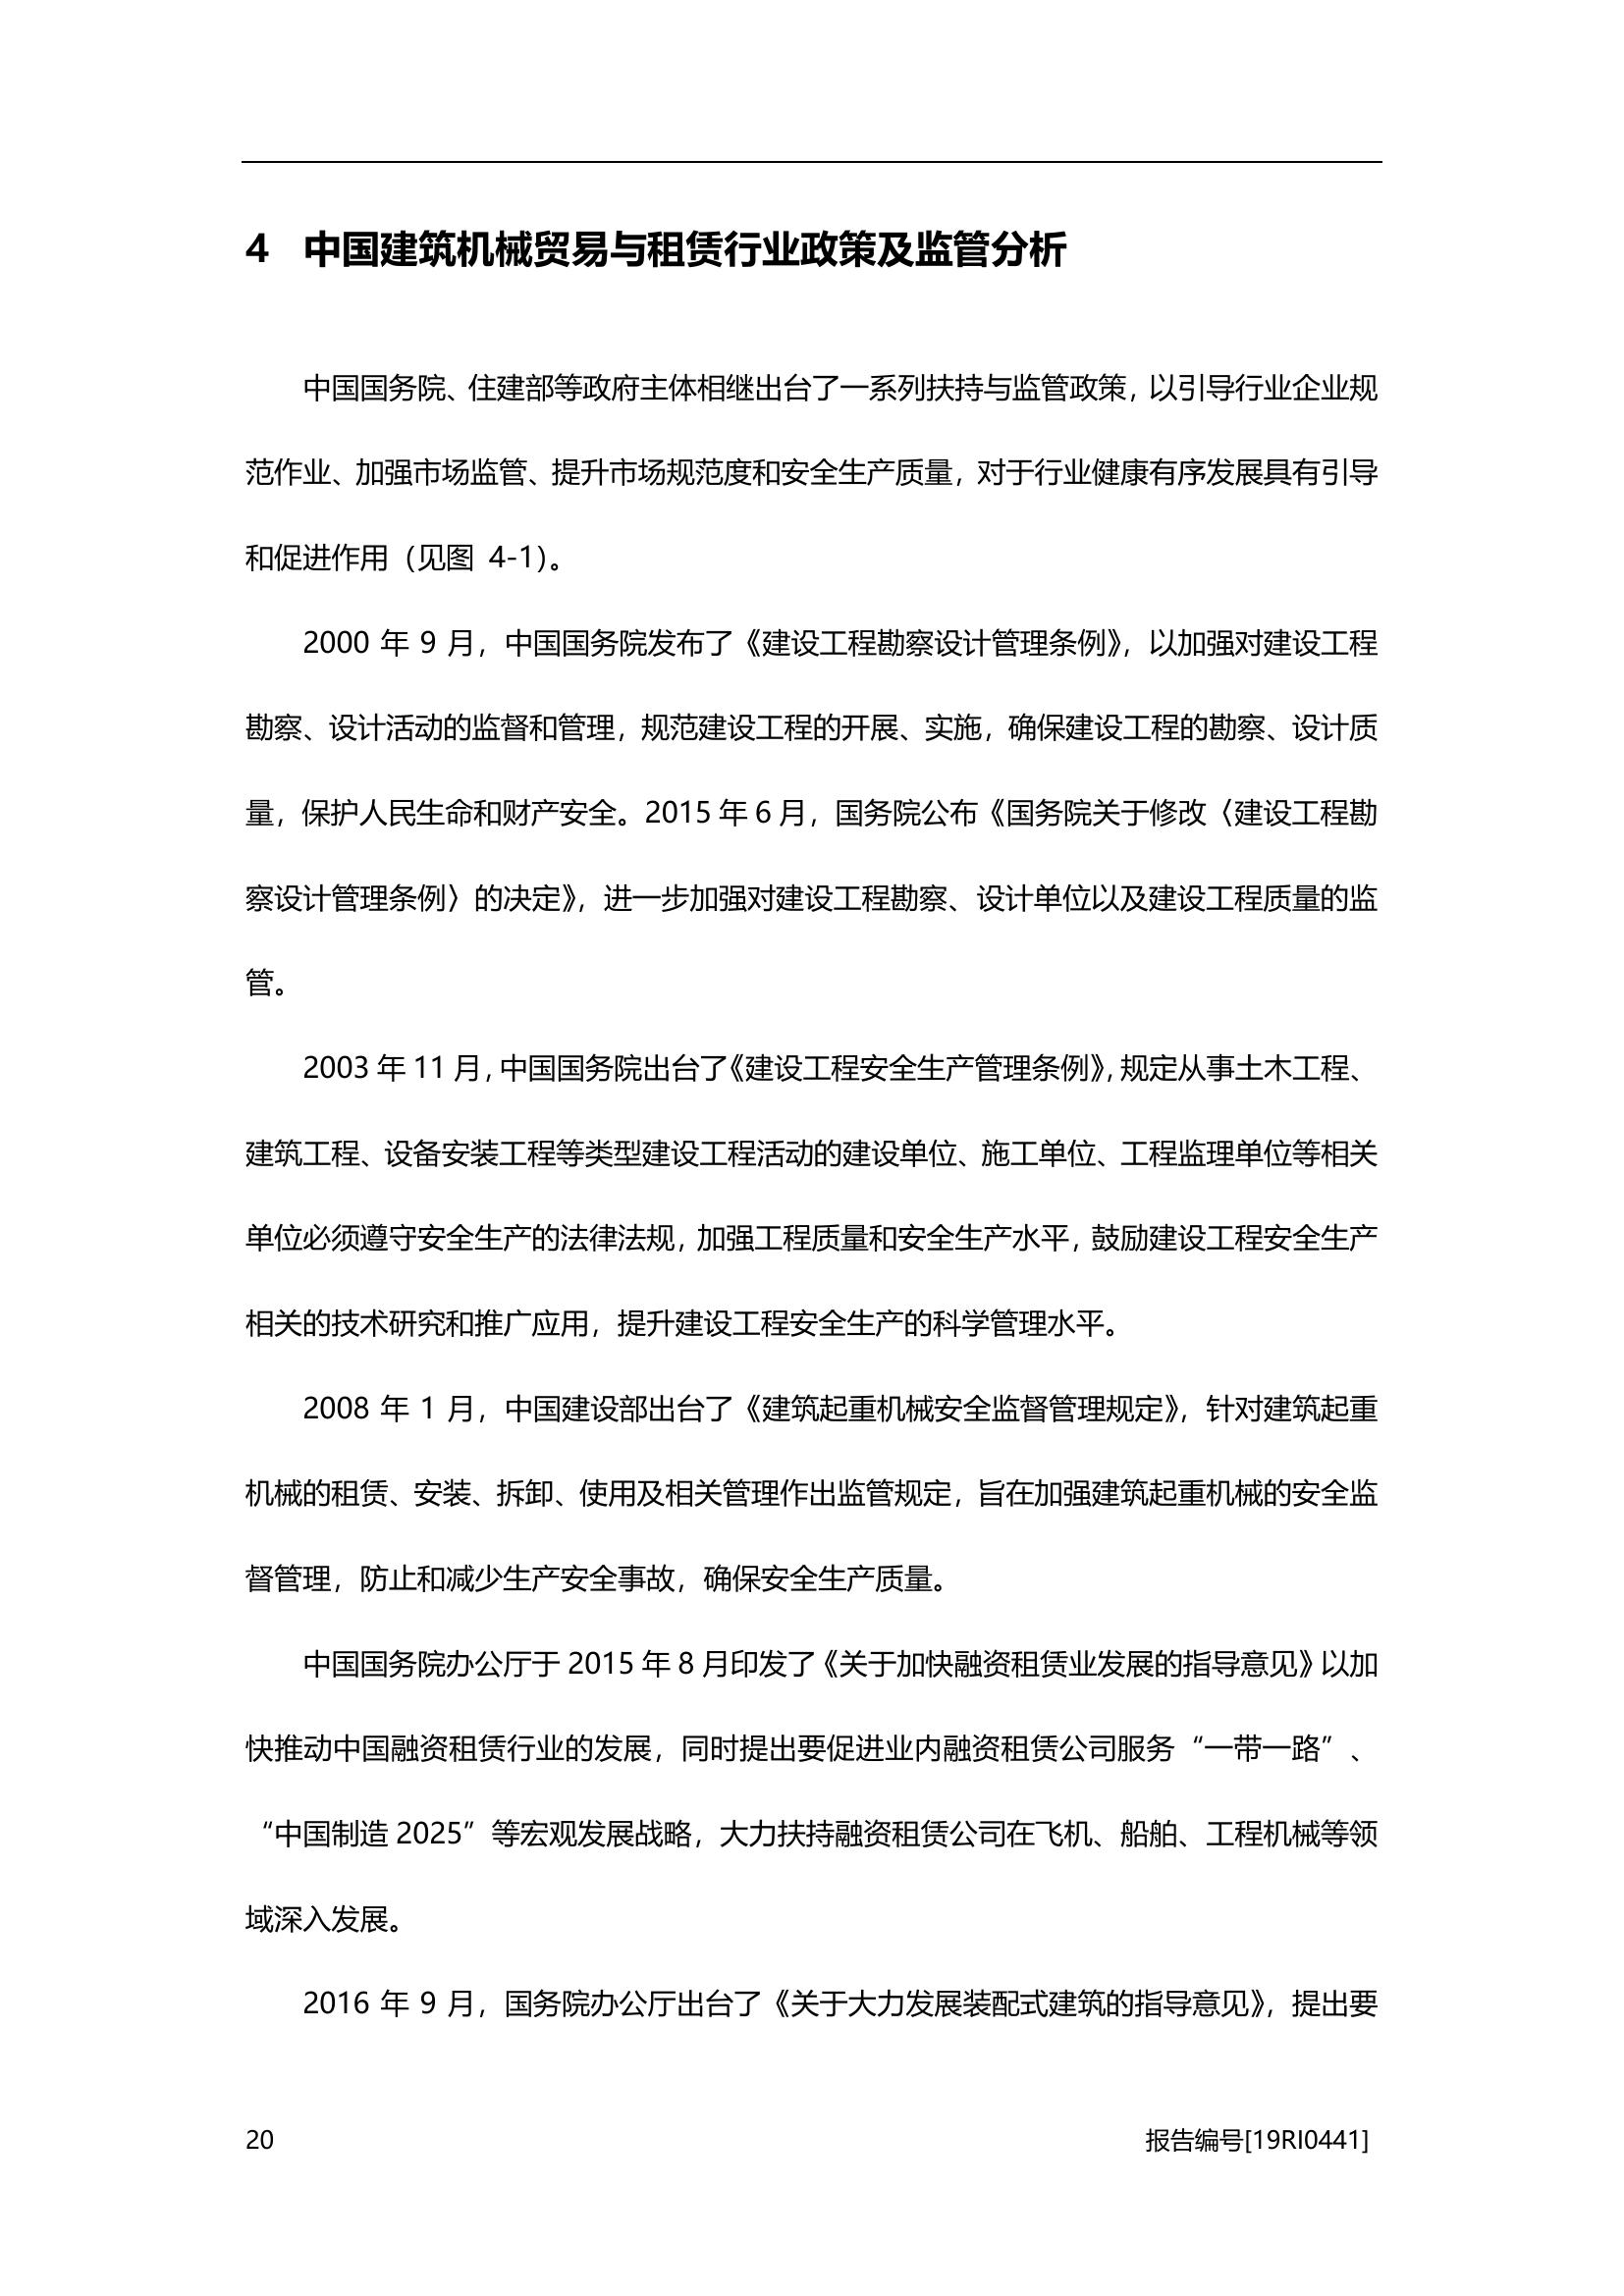 4 中国建筑机械贸易与租赁行业政策及监管分析
中国国务院、住建部等政府主体相继出台了一系列扶持与监管政策，以引导行业企业规
范作业、加强市场监管、提升市场规范度和安全生产质量，对于行业健康有序发展具有引导
和促进作用（见图 4-1）。
2000 年 9 月，中国国务院发布了《建设工程勘察设计管理条例》，以加强对建设工程
勘察、设计活动的监督和管理，规范建设工程的开展、实施，确保建设工程的勘察、设计质
量，保护人民生命和财产安全。2015 年 6 月，国务院公布《国务院关于修改〈建设工程勘
察设计管理条例〉的决定》，进一步加强对建设工程勘察、设计单位以及建设工程质量的监
管。
2003 年 11 月，中国国务院出台了《建设工程安全生产管理条例》，规定从事土木工程、
建筑工程、设备安装工程等类型建设工程活动的建设单位、施工单位、工程监理单位等相关
单位必须遵守安全生产的法律法规，加强工程质量和安全生产水平，鼓励建设工程安全生产
相关的技术研究和推广应用，提升建设工程安全生产的科学管理水平。
2008 年 1 月，中国建设部出台了《建筑起重机械安全监督管理规定》，针对建筑起重
机械的租赁、安装、拆卸、使用及相关管理作出监管规定，旨在加强建筑起重机械的安全监
督管理，防止和减少生产安全事故，确保安全生产质量。
中国国务院办公厅于 2015 年 8 月印发了《关于加快融资租赁业发展的指导意见》以加
快推动中国融资租赁行业的发展，同时提出要促进业内融资租赁公司服务“一带一路”、
“中国制造 2025”等宏观发展战略，大力扶持融资租赁公司在飞机、船舶、工程机械等领
域深入发展。
2016 年 9 月，国务院办公厅出台了《关于大力发展装配式建筑的指导意见》，提出要
20
报告编号[19RI0441]